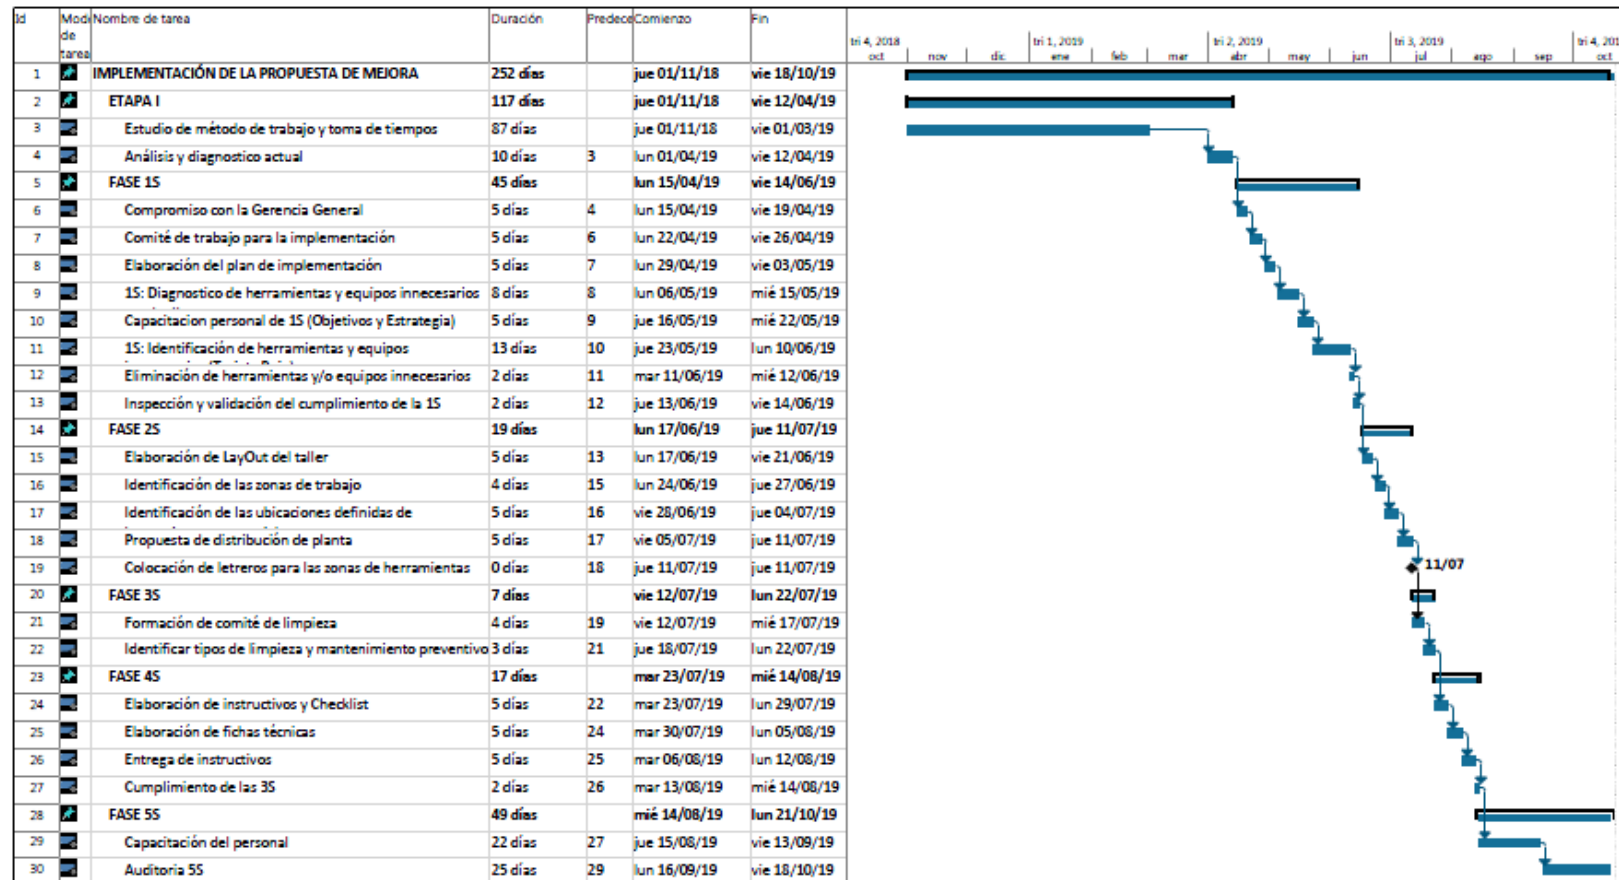 Id Modo de tarea Nombre de tarea Duración Predece Comienzo Fin
tri 4, 2018 tri 1, 2019 tri 2, 2019 tri 3, 2019 tri 4, 201
oct nov dic ene feb mar abr may jun jul ago sep oct
1 IMPLEMENTACIÓN DE LA PROPUESTA DE MEJORA 252 días jue 01/11/18 vie 18/10/19
2 ETAPA I 117 días jue 01/11/18 vie 12/04/19
3 Estudio de método de trabajo y toma de tiempos 87 días jue 01/11/18 vie 01/03/19
4 Análisis y diagnostico actual 10 días 3 lun 01/04/19 vie 12/04/19
5 FASE 1S 45 días lun 15/04/19 vie 14/06/19
6 Compromiso con la Gerencia General 5 días 4 lun 15/04/19 vie 19/04/19
7 Comité de trabajo para la implementación 5 días 6 lun 22/04/19 vie 26/04/19
8 Elaboración del plan de implementación 5 días 7 lun 29/04/19 vie 03/05/19
9 1S: Diagnostico de herramientas y equipos innecesarios 8 días 8 lun 06/05/19 mié 15/05/19
10 Capacitacion personal de 1S (Objetivos y Estrategia) 5 días 9 jue 16/05/19 mié 22/05/19
11 1S: Identificación de herramientas y equipos 13 días 10 jue 23/05/19 lun 10/06/19
12 Eliminación de herramientas y/o equipos innecesarios 2 días 11 mar 11/06/19 mié 12/06/19
13 Inspección y validación del cumplimiento de la 1S 2 días 12 jue 13/06/19 vie 14/06/19
14 FASE 2S 19 días lun 17/06/19 jue 11/07/19
15 Elaboración de LayOut del taller 5 días 13 lun 17/06/19 vie 21/06/19
16 Identificación de las zonas de trabajo 4 días 15 lun 24/06/19 jue 27/06/19
17 Identificación de las ubicaciones definidas de 5 días 16 vie 28/06/19 jue 04/07/19
18 Propuesta de distribución de planta 5 días 17 vie 05/07/19 jue 11/07/19
19 Colocación de letreros para las zonas de herramientas 0 días 18 jue 11/07/19 jue 11/07/19 11/07
20 FASE 3S 7 días vie 12/07/19 lun 22/07/19
21 Formación de comité de limpieza 4 días 19 vie 12/07/19 mié 17/07/19
22 Identificar tipos de limpieza y mantenimiento preventivo 3 días 21 jue 18/07/19 lun 22/07/19
23 FASE 4S 17 días mar 23/07/19 mié 14/08/19
24 Elaboración de instructivos y Checklist 5 días 22 mar 23/07/19 lun 29/07/19
25 Elaboración de fichas técnicas 5 días 24 mar 30/07/19 lun 05/08/19
26 Entrega de instructivos 5 días 25 mar 06/08/19 lun 12/08/19
27 Cumplimiento de las 3S 2 días 26 mar 13/08/19 mié 14/08/19
28 FASE 5S 49 días mié 14/08/19 lun 21/10/19
29 Capacitación del personal 22 días 27 jue 15/08/19 vie 13/09/19
30 Auditoria 5S 25 días 29 lun 16/09/19 vie 18/10/19